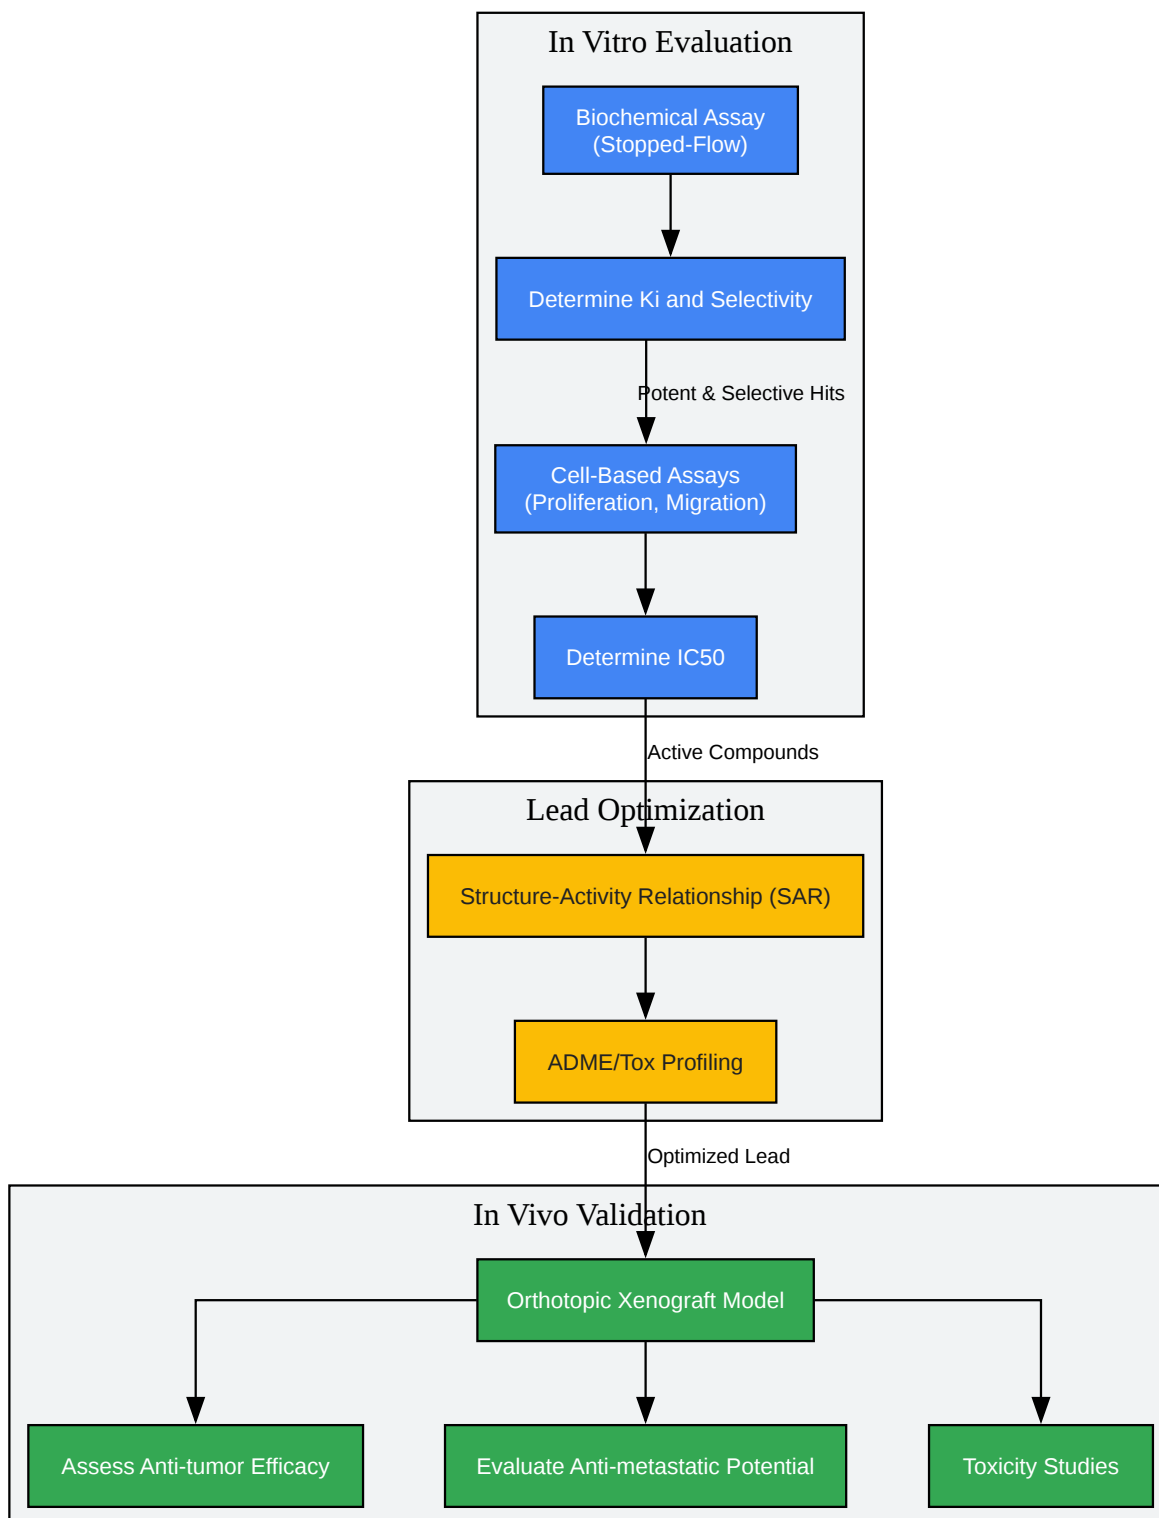 In Vitro Evaluation
Biochemical Assay
(Stopped-Flow)
Determine Ki and Selectivity
Potent & Selective Hits
Cell-Based Assays
(Proliferation, Migration)
Determine IC50
Active Compounds
Lead Optimization
Structure-Activity Relationship (SAR)
ADME/Tox Profiling
Optimized Lead
In Vivo Validation
Orthotopic Xenograft Model
Assess Anti-tumor Efficacy
Evaluate Anti-metastatic Potential
Toxicity Studies